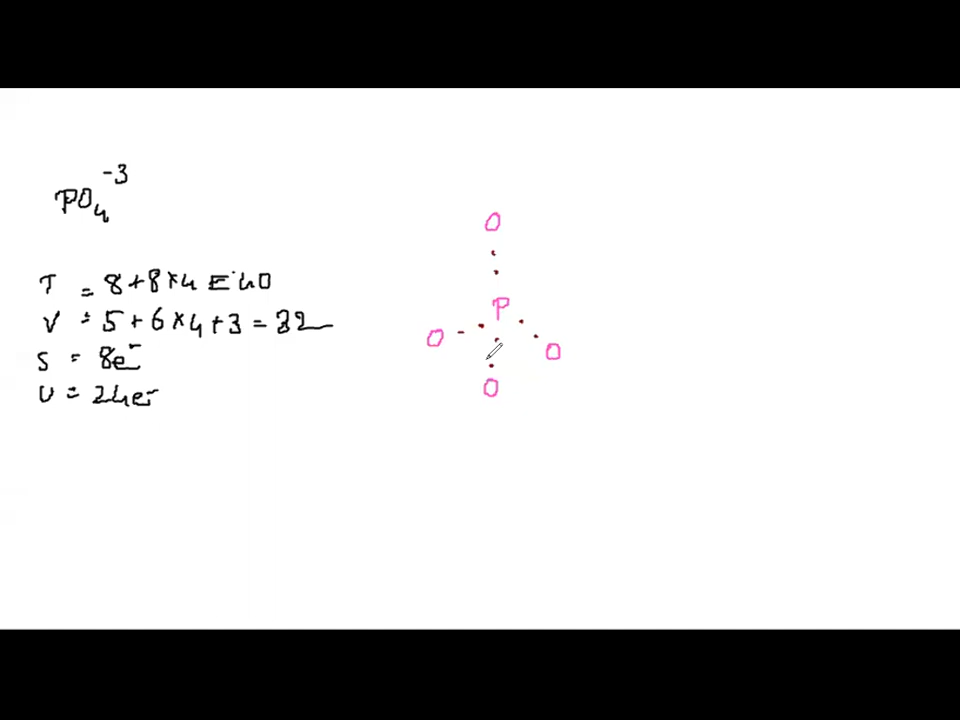 PO₄⁻³
T = 8+8×4 = 40
V = 5+6×4+3 = 32
S = 8e⁻
U = 24e⁻
O
P
O O
O